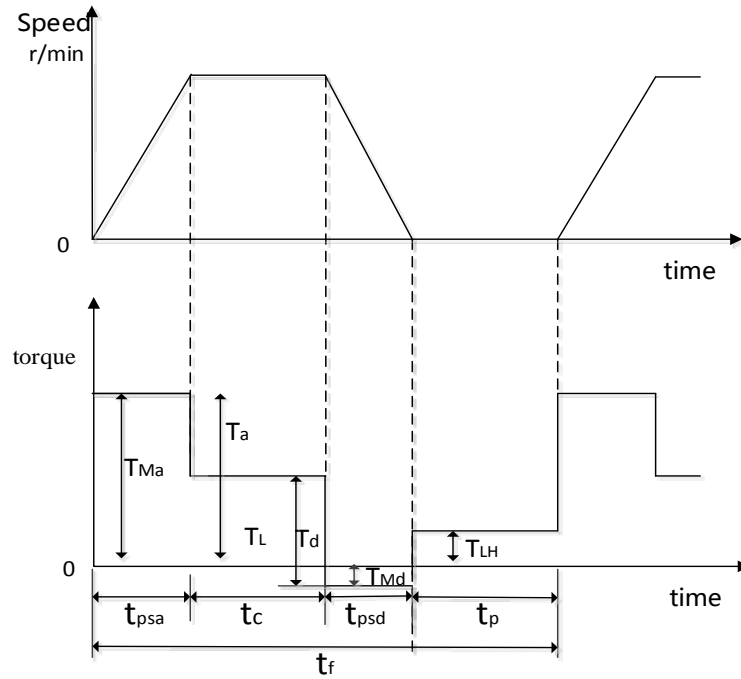 Speed
r/min
0
time
torque
Ta
TMa
TL
Td
TLH
TMd
0
time
tpsa
tc
tpsd
tp
tf